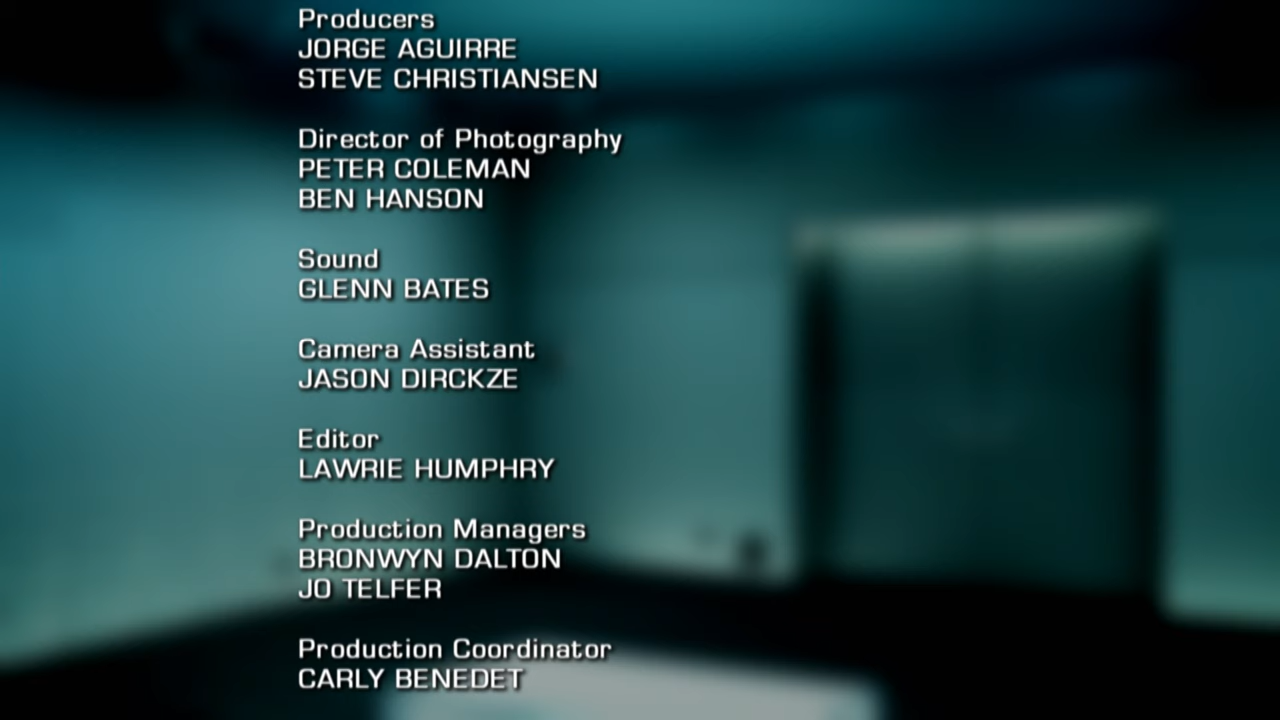 Producers
JORGE AGUIRRE
STEVE CHRISTIANSEN
Director of Photography
PETER COLEMAN
BEN HANSON
Sound
GLENN BATES
Camera Assistant
JASON DIRCKZE
Editor
LAWRIE HUMPHRY
Production Managers
BRONWYN DALTON
JO TELFER
Production Coordinator
CARLY BENEDET